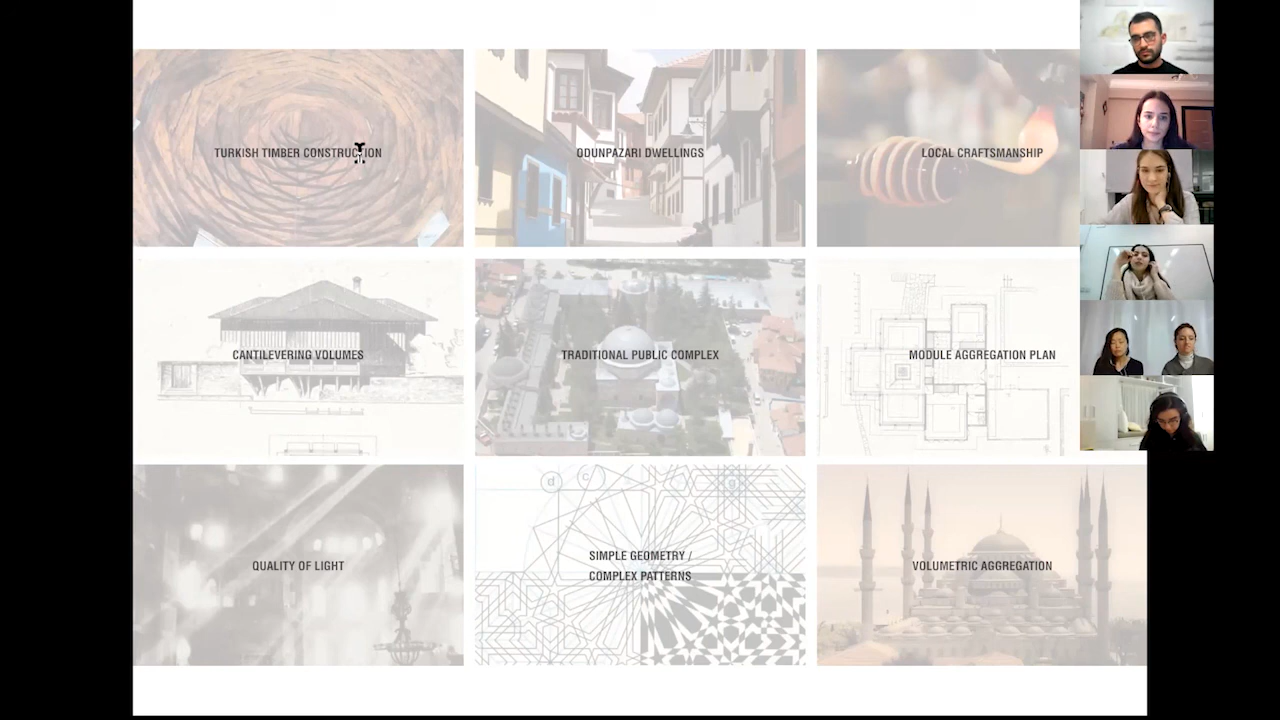 TURKISH TIMBER CONSTRUCTION
ODUNPAZARI DWELLINGS
LOCAL CRAFTSMANSHIP
CANTILEVERING VOLUMES
TRADITIONAL PUBLIC COMPLEX
MODULE AGGREGATION PLAN
d
c
g
QUALITY OF LIGHT
SIMPLE GEOMETRY /
COMPLEX PATTERNS
VOLUMETRIC AGGREGATION